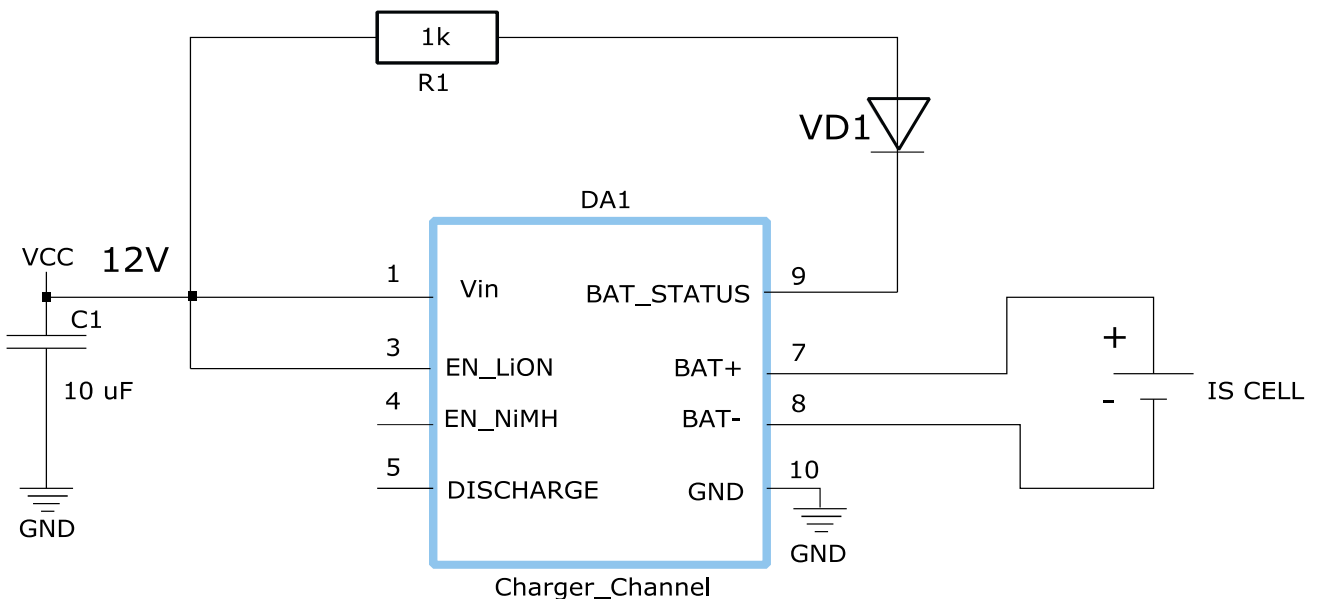 1k
R1
VD1
DA1
VCC
12V
1
Vin
BAT_STATUS
9
C1
10 uF
3
EN_LiON
BAT+
7
+
4
EN_NiMH
BAT-
8
-
IS CELL
5
DISCHARGE
GND
10
GND
GND
Charger_Channel